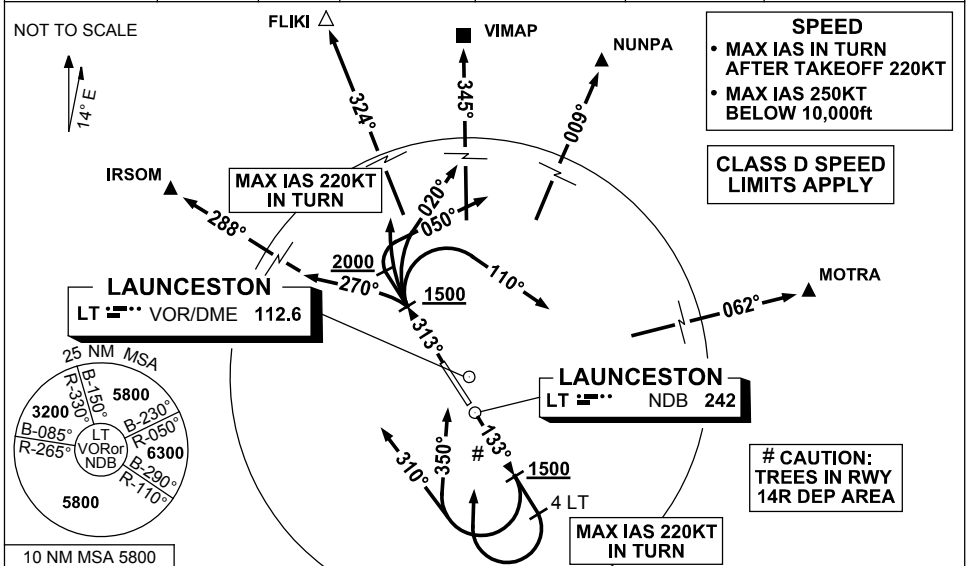 NOT TO SCALE
14° E
FLIKI
VIMAP
NUNPA
SPEED
• MAX IAS IN TURN
AFTER TAKEOFF 220KT
• MAX IAS 250KT
BELOW 10,000ft
CLASS D SPEED
LIMITS APPLY
324°
345°
009°
IRSOM
MAX IAS 220KT
IN TURN
288°
020°
050°
2000
270°
110°
1500
MOTRA
062°
LAUNCESTON
LT VOR/DME 112.6
313°
LAUNCESTON
LT NDB 242
25 NM MSA
B-150°
R-330°
5800
3200
B-230°
R-050°
B-085°
R-265°
LT
VORor
NDB
6300
B-290°
R-110°
5800
10 NM MSA 5800
133°
#
310°
350°
1500
4 LT
MAX IAS 220KT
IN TURN
# CAUTION:
TREES IN RWY
14R DEP AREA